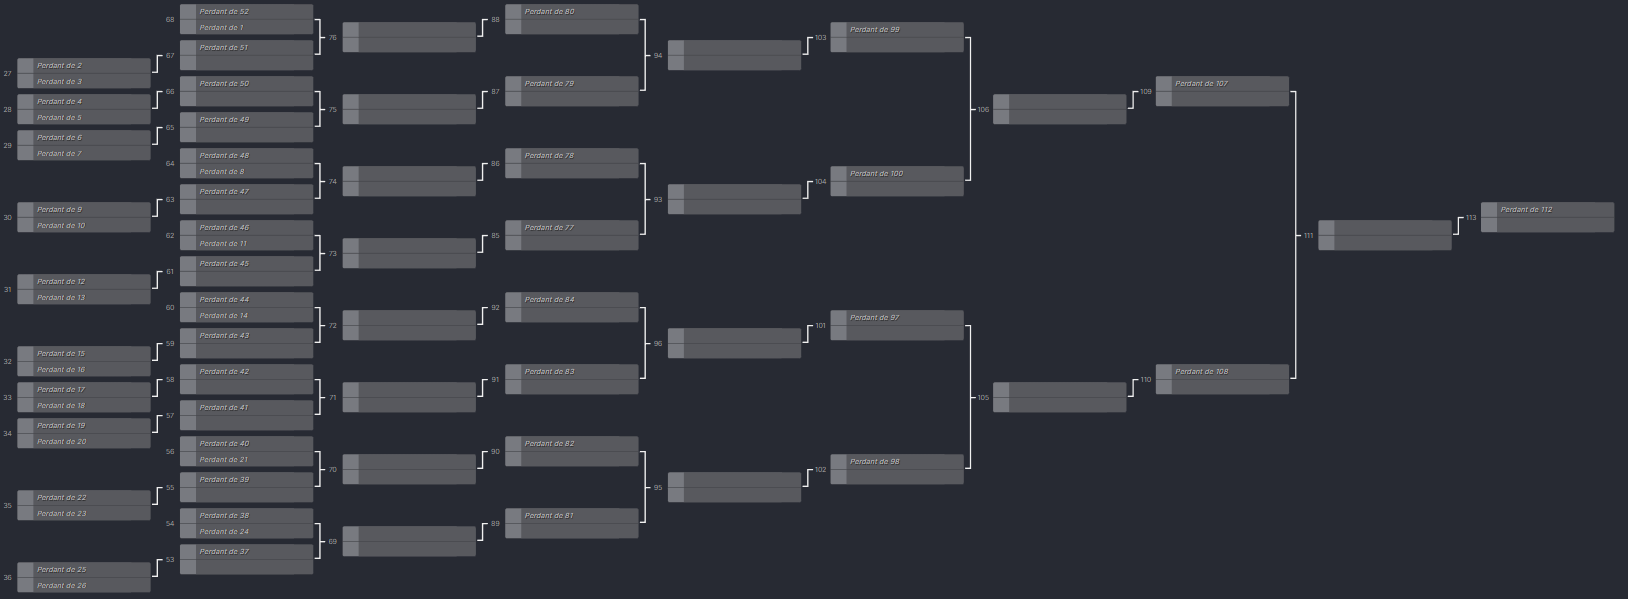 27
Perdant de 2
Perdant de 3
28
Perdant de 4
Perdant de 5
29
Perdant de 6
Perdant de 7
30
Perdant de 9
Perdant de 10
31
Perdant de 12
Perdant de 13
32
Perdant de 15
Perdant de 16
33
Perdant de 17
Perdant de 18
34
Perdant de 19
Perdant de 20
35
Perdant de 22
Perdant de 23
36
Perdant de 25
Perdant de 26
68
Perdant de 52
Perdant de 1
67
Perdant de 51
66
Perdant de 50
65
Perdant de 49
64
Perdant de 48
Perdant de 8
63
Perdant de 47
62
Perdant de 46
Perdant de 11
61
Perdant de 45
60
Perdant de 44
Perdant de 14
59
Perdant de 43
58
Perdant de 42
57
Perdant de 41
56
Perdant de 40
Perdant de 21
55
Perdant de 39
54
Perdant de 38
Perdant de 24
53
Perdant de 37
76
75
74
73
72
71
70
69
88
Perdant de 80
87
Perdant de 79
86
Perdant de 78
85
Perdant de 77
92
Perdant de 84
91
Perdant de 83
90
Perdant de 82
89
Perdant de 81
94
93
96
95
103
Perdant de 99
104
Perdant de 100
101
Perdant de 97
102
Perdant de 98
106
105
109
Perdant de 107
110
Perdant de 108
111
113
Perdant de 112